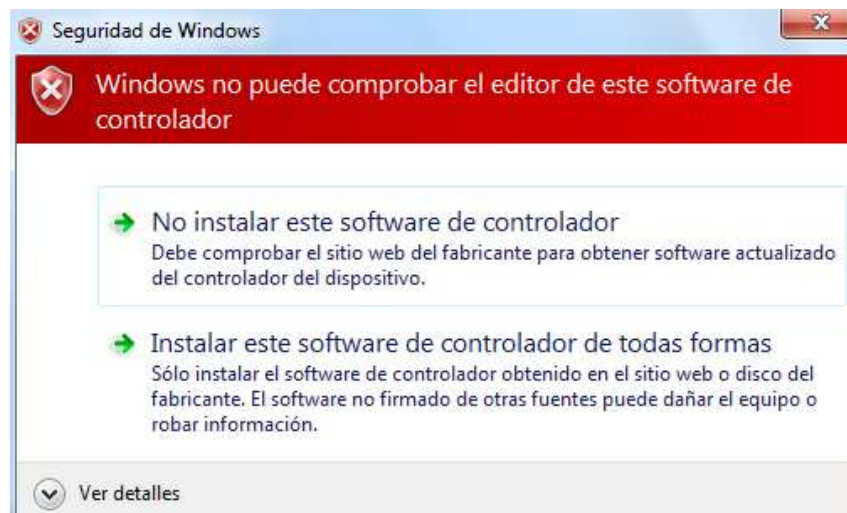 Seguridad de Windows
Windows no puede comprobar el editor de este software de
controlador
No instalar este software de controlador
Debe comprobar el sitio web del fabricante para obtener software actualizado
del controlador del dispositivo.
Instalar este software de controlador de todas formas
Sólo instalar el software de controlador obtenido en el sitio web o disco del
fabricante. El software no firmado de otras fuentes puede dañar el equipo o
robar información.
Ver detalles